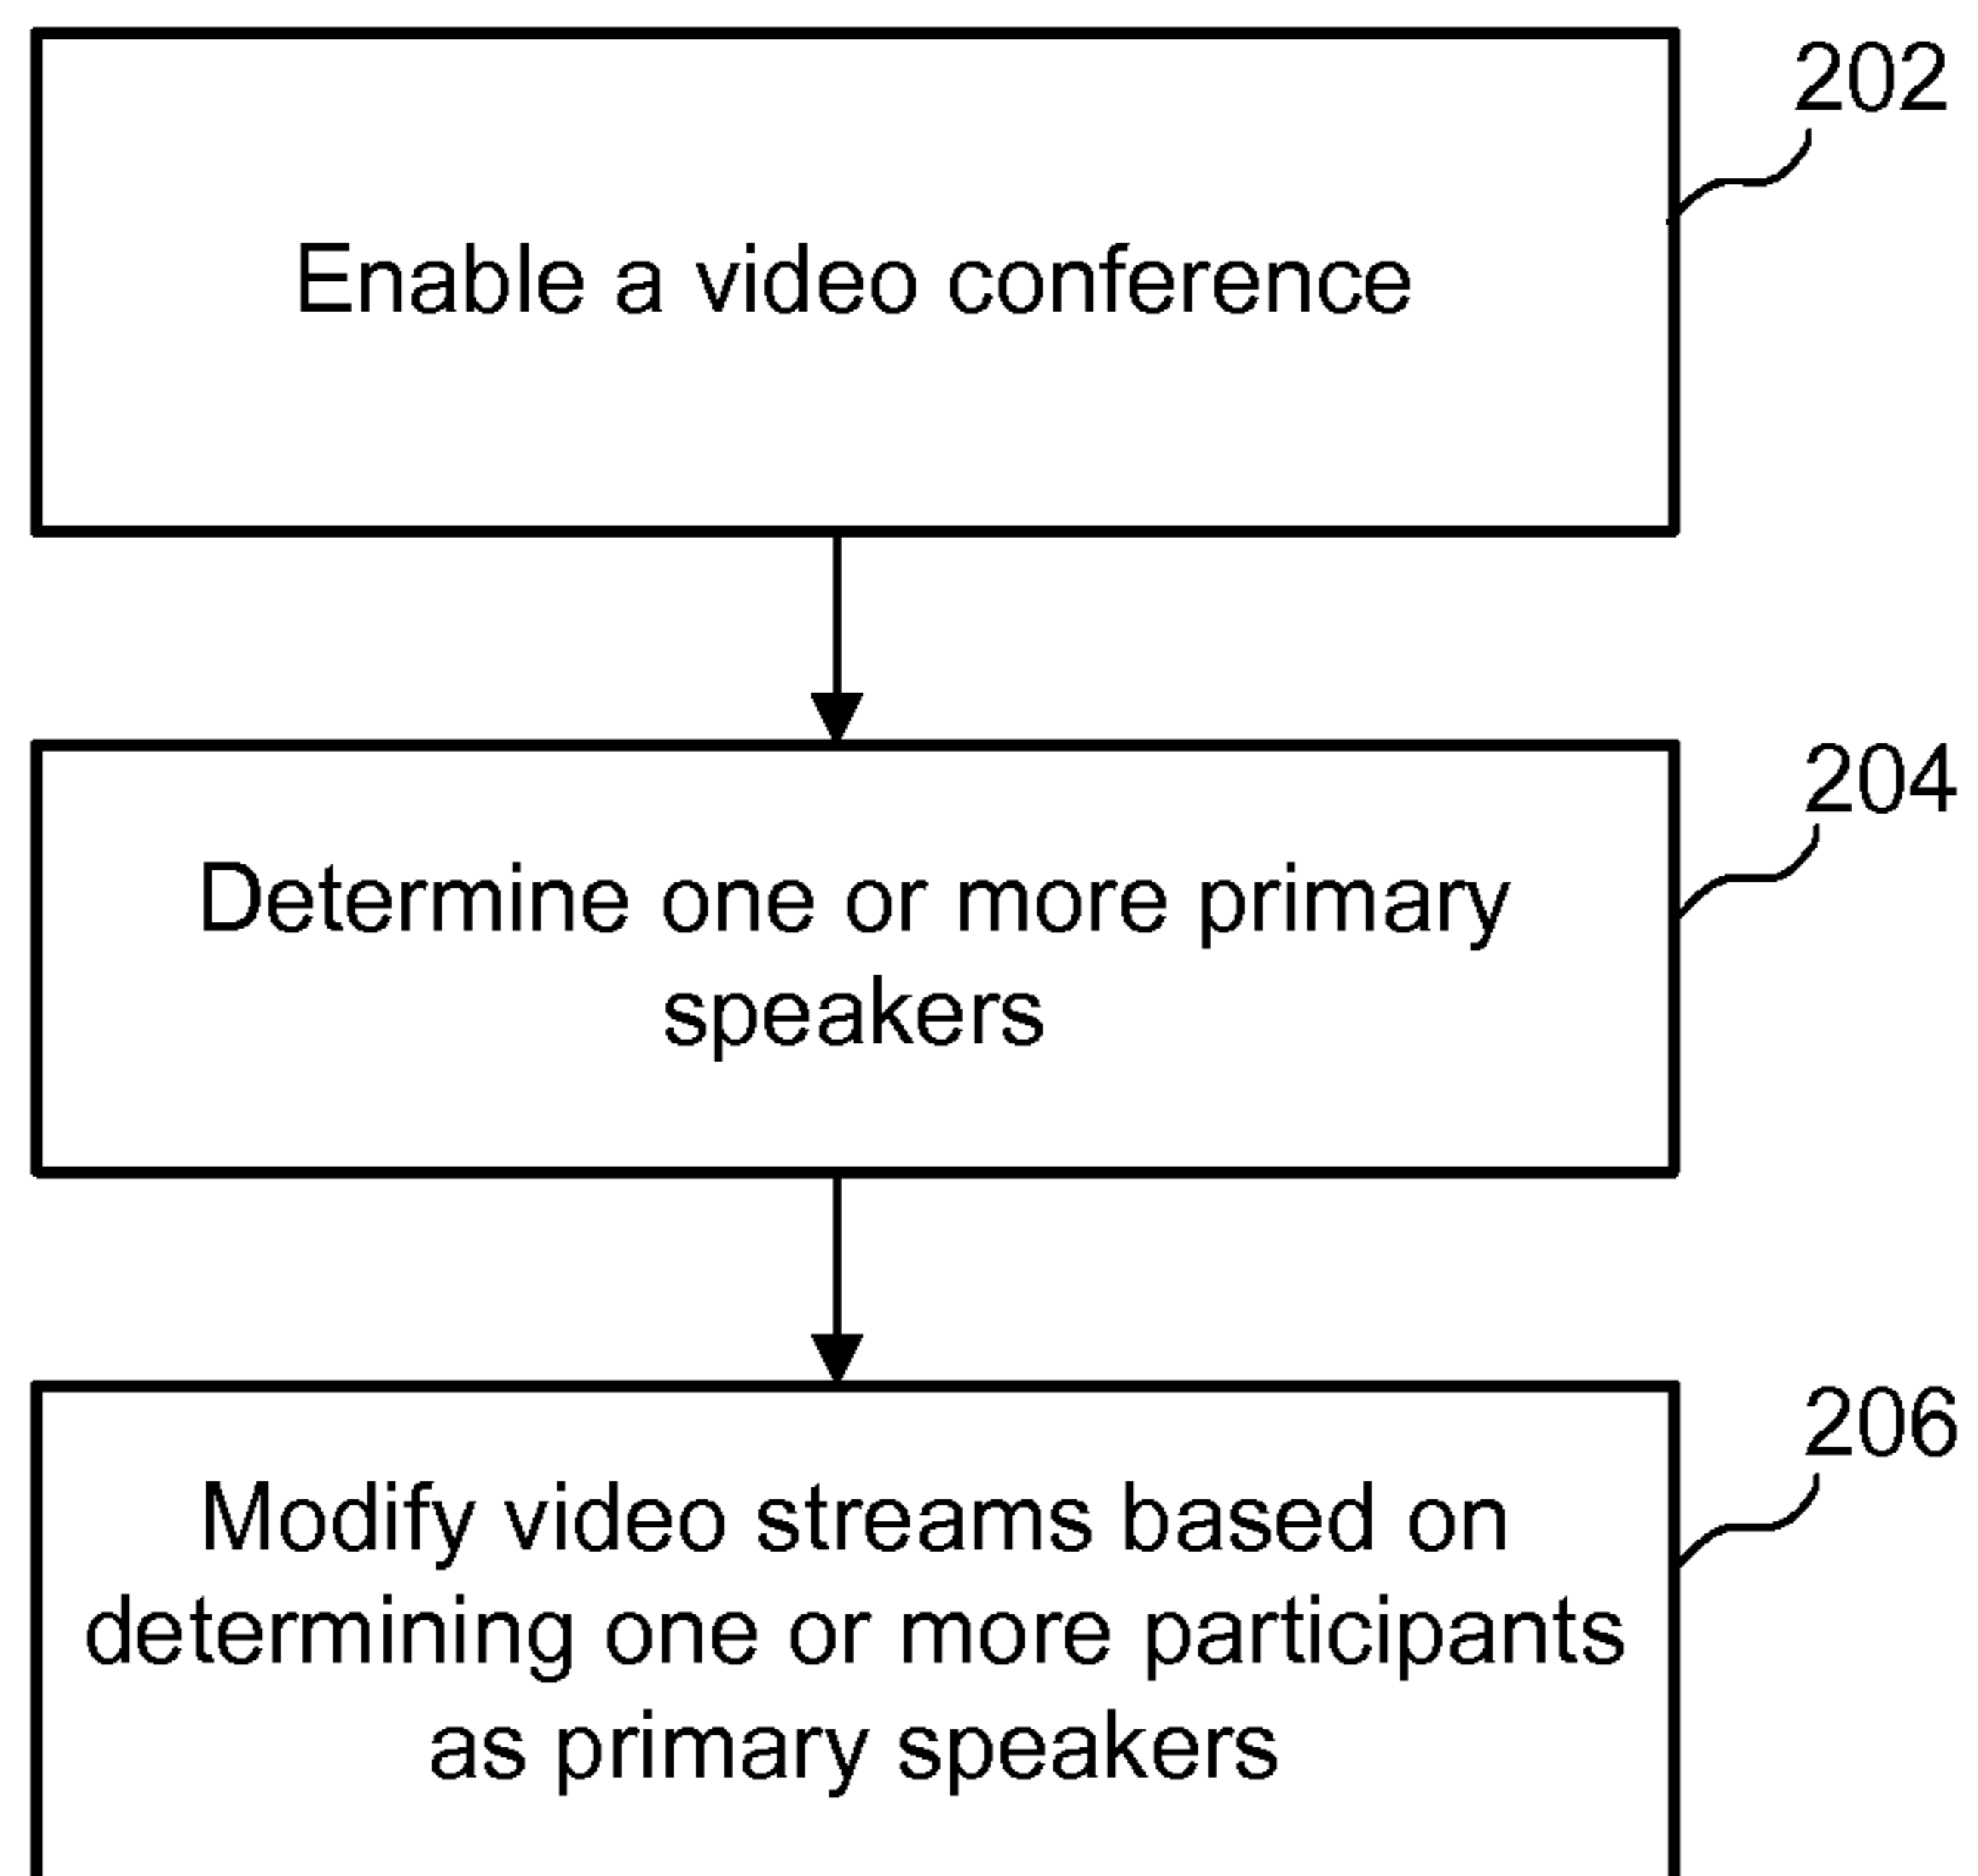 202
Enable a video conference
204
Determine one or more primary
speakers
206
Modify video streams based on
determining one or more participants
as primary speakers